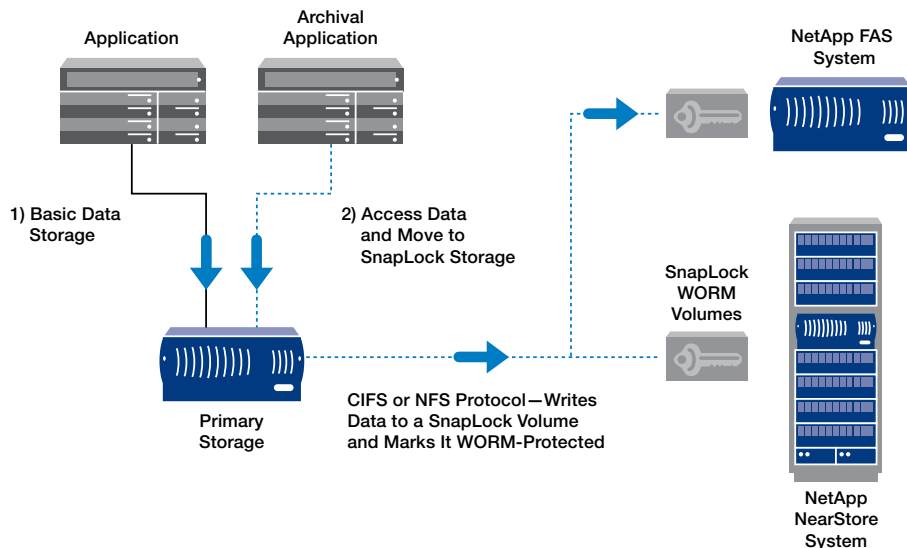 Application
Archival
Application
NetApp FAS
System
1) Basic Data
Storage
2) Access Data
and Move to
SnapLock Storage
SnapLock
WORM
Volumes
Primary
Storage
CIFS or NFS Protocol—Writes
Data to a SnapLock Volume
and Marks It WORM-Protected
NetApp
NearStore
System